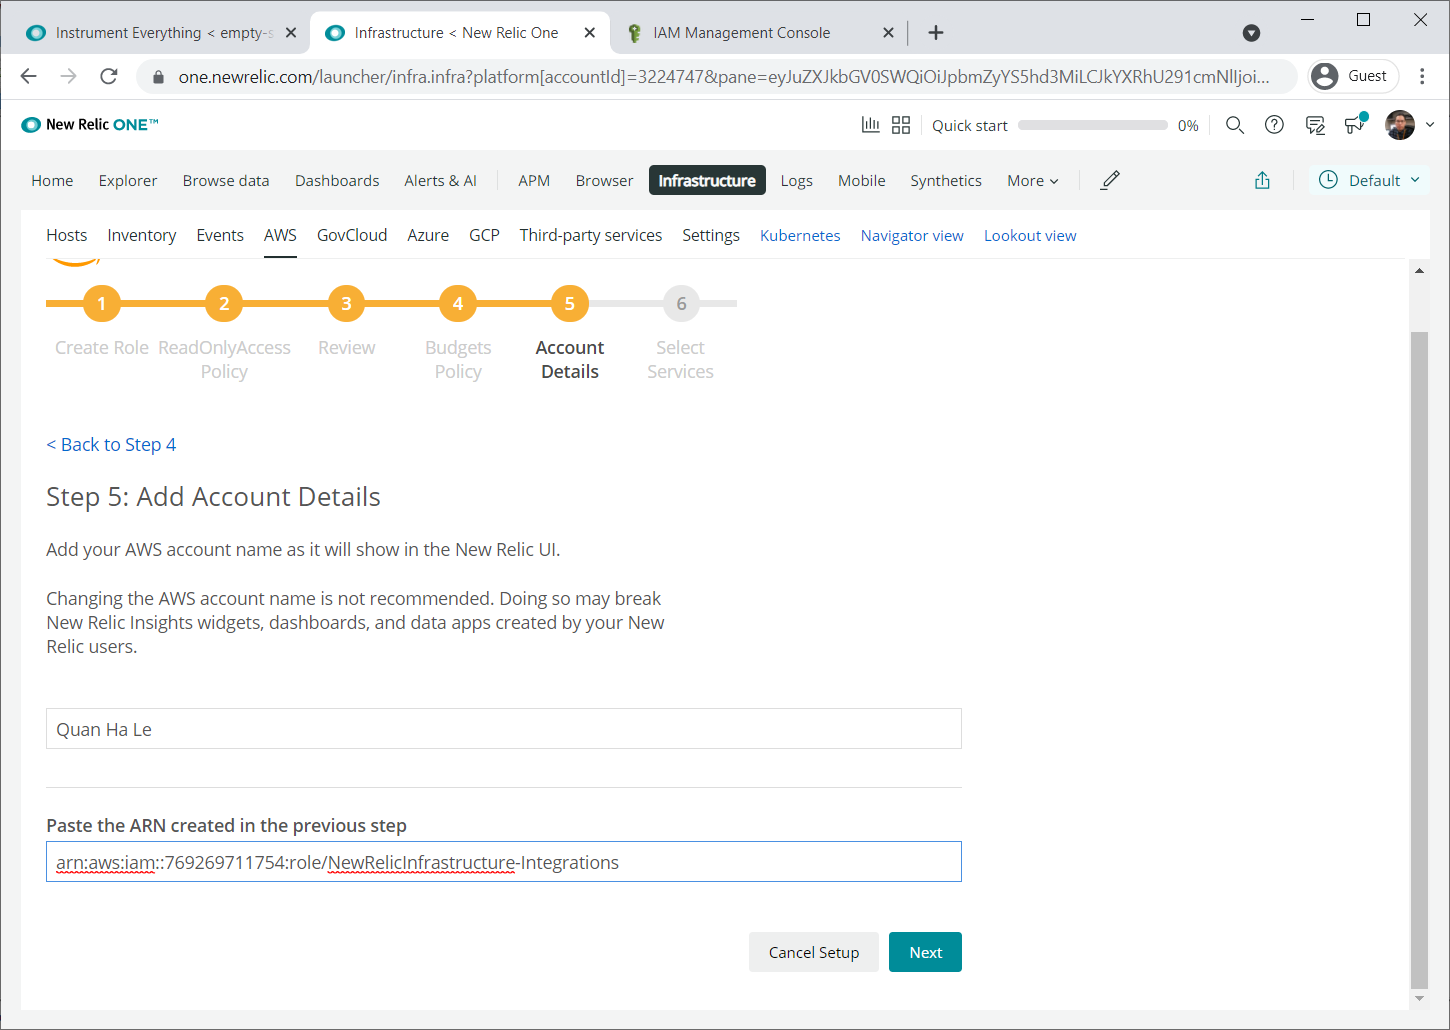 Instrument Everything < empty-s
Infrastructure < New Relic One
IAM Management Console
one.newrelic.com/launcher/infra.infra?platform[accountId]=3224747&pane=eyJuZXJkbGV0SWQiOiJpbmZyYS5hd3MiLCJkYXRhU291cmNlIjoi...
Guest
New Relic ONE™
Quick start
0%
Home
Explorer
Browse data
Dashboards
Alerts & AI
APM
Browser
Infrastructure
Logs
Mobile
Synthetics
More
Default
Hosts
Inventory
Events
AWS
GovCloud
Azure
GCP
Third-party services
Settings
Kubernetes
Navigator view
Lookout view
1
2
3
4
5
6
Create Role
ReadOnlyAccess
Policy
Review
Budgets
Policy
Account
Details
Select
Services
< Back to Step 4
Step 5: Add Account Details
Add your AWS account name as it will show in the New Relic UI.
Changing the AWS account name is not recommended. Doing so may break
New Relic Insights widgets, dashboards, and data apps created by your New
Relic users.
Quan Ha Le
Paste the ARN created in the previous step
arn:aws:iam::769269711754:role/NewRelicInfrastructure-Integrations
Cancel Setup
Next